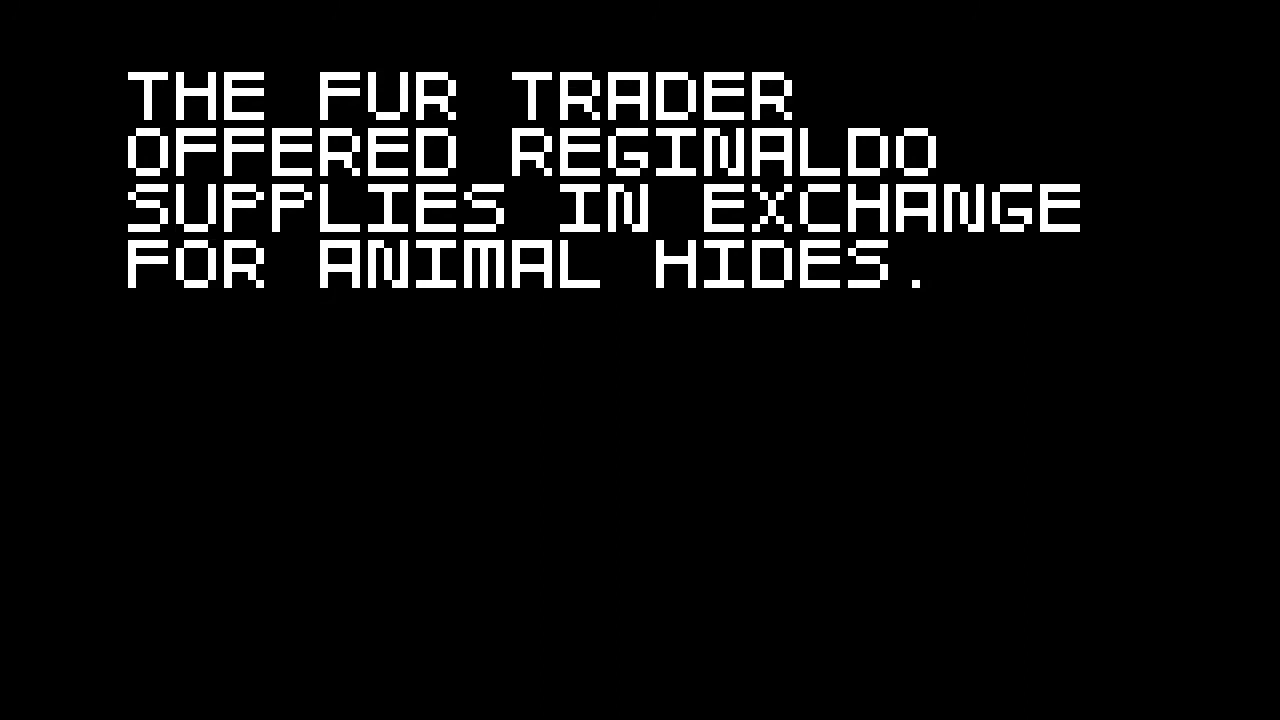 THE FUR TRADER
OFFERED REGINALDO
SUPPLIES IN EXCHANGE
FOR ANIMAL HIDES.